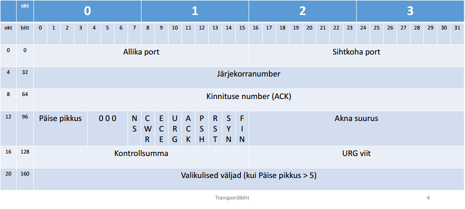 okt 0 1 2 3
okt bitt 0 1 2 3 4 5 6 7 8 9 10 11 12 13 14 15 16 17 18 19 20 21 22 23 24 25 26 27 28 29 30 31
0 0 Allika port Sihtkoha port
4 32 Järjekorranumber
8 64 Kinnituse number (ACK)
12 96 Päise pikkus 0 0 0 N C E U A P R S F Akna suurus
S W C R C S S Y I
R E G K H T N N
16 128 Kontrollsumma URG viit
20 160 Valikulised väljad (kui Päise pikkus > 5)
Transpordikiht 4